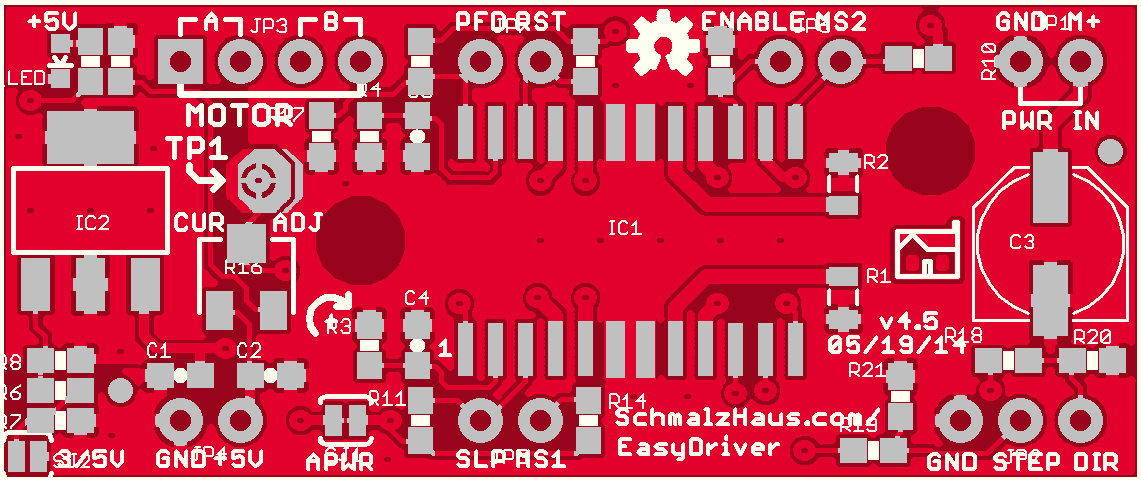 +5V A JP3 B PFD RST ENABLE MS2 GND JP1 M+
LED R10
MOTOR PWR IN
TP1 R2
IC2 CUR ADJ IC1 C3
R16 R1
C4
R3 v4.5
1 05/19/14 R18 R20
R8 C1 C2 R21
R6 R11 R14
R7 SchmalzHaus.com/
EasyDriver R19
3/5V GND JP4 +5V APWR SLP MS1 GND STEP DIR